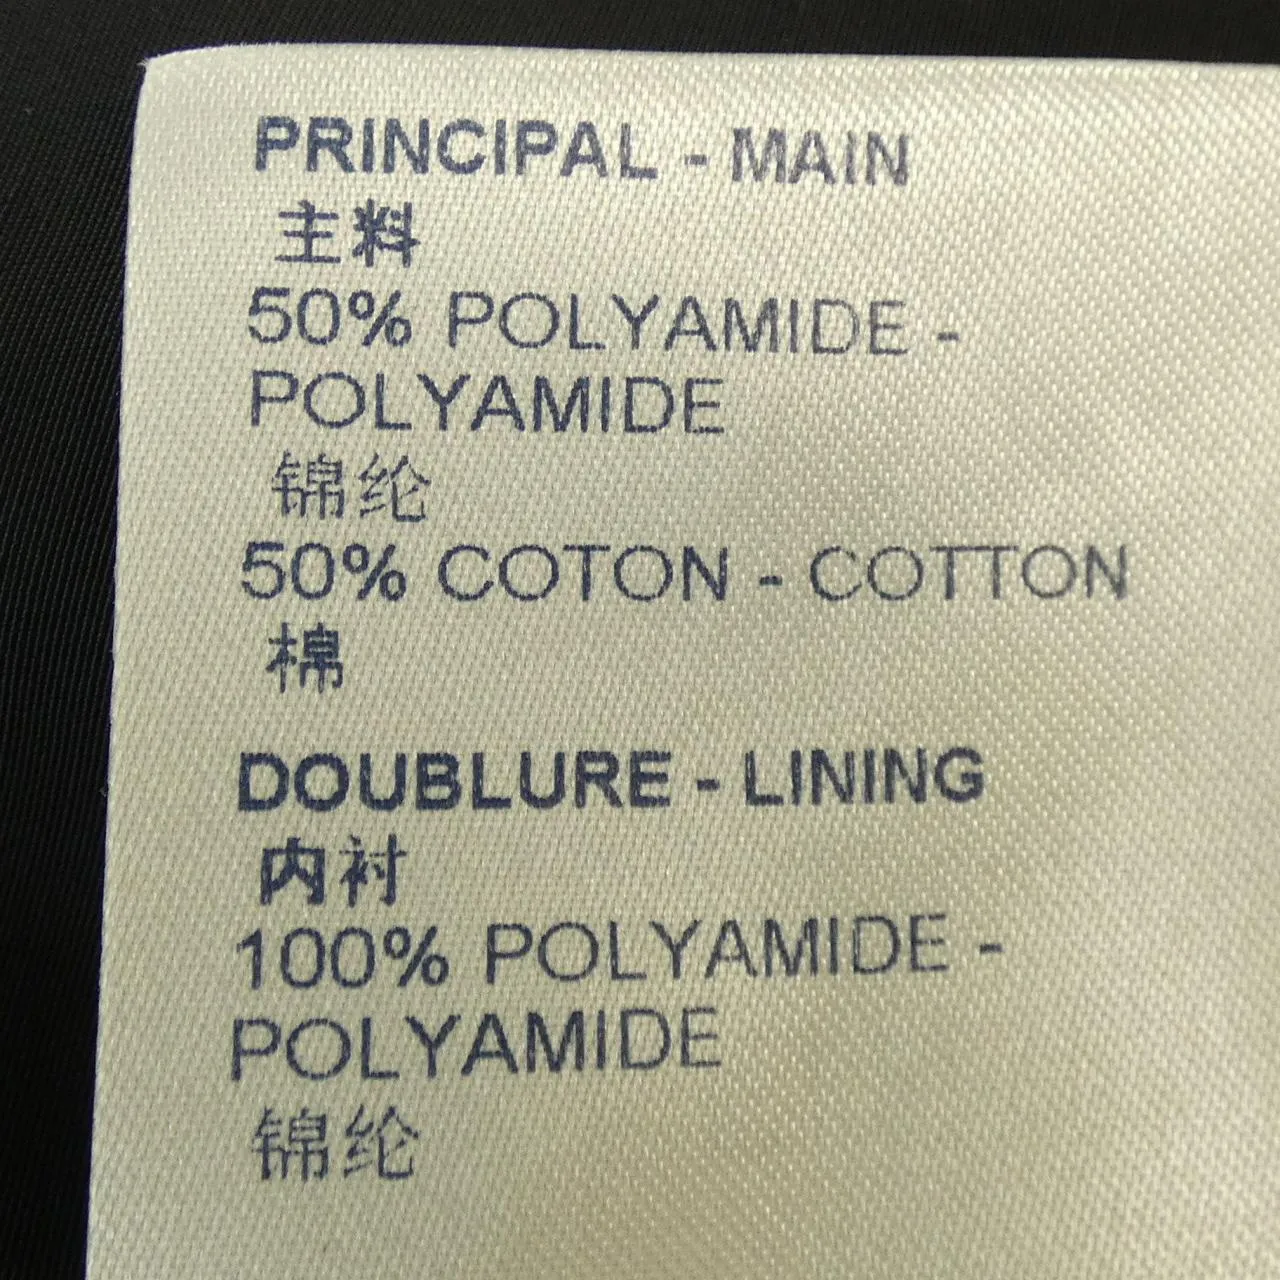 PRINCIPAL - MAIN
主料
50% POLYAMIDE -
POLYAMIDE
锦纶
50% COTON - COTTON
棉
DOUBLURE - LINING
内衬
100% POLYAMIDE -
POLYAMIDE
锦纶